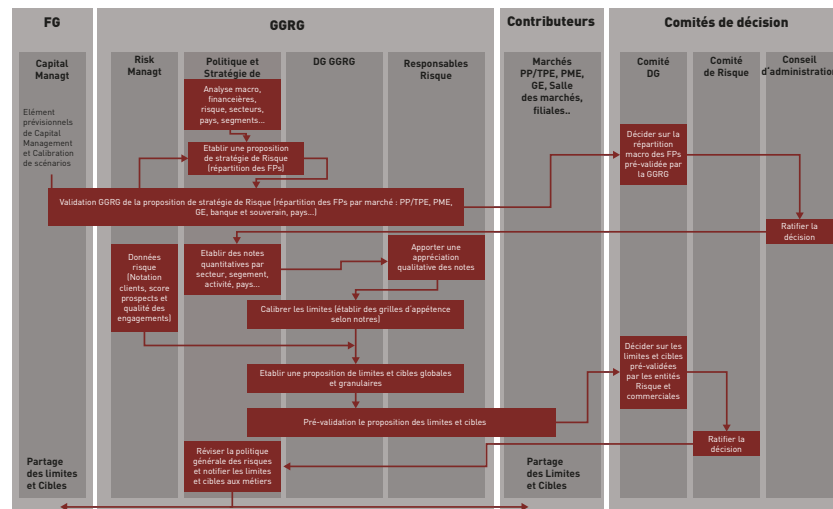 FG
GGRG
Contributeurs
Comités de décision
Capital
Managt
Risk
Managt
Politique et
Stratégie de
DG GGRG
Responsables
Risque
Marchés
PP/TPE, PME,
GE, Salle
des marchés,
filiales..
Comité
DG
Comité
de Risque
Conseil
d'administration
Elément
prévisionnels
de Capital
Management
et Calibration
de scénarios
Analyse macro,
financeières,
risque, secteurs,
pays, segments...
Etablir une proposition
de stratégie de Risque
(répartition des FPs)
Décider sur la
répartition
macro des FPs
pré-validée par
la GGRG
Validation GGRG de la proposition de stratégie de Risque (répartition des FPs par marché : PP/TPE, PME,
GE, banque et souverain, pays...)
Ratifier la
décision
Données
risque
(Notation
clients, score
prospects et
qualité des
engagements)
Etablir des notes
quantitatives par
secteur, segement,
activité, pays...
Apporter une
appréciation
qualitative des notes
Calibrer les limites (établir des grilles d'appétence
selon notres)
Etablir une proposition de limites et cibles globales
et granulaires
Décider sur les
limites et cibles
pré-validées
par les entités
Risque et
commerciales
Pré-validation le proposition des limites et cibles
Ratifier la
décision
Réviser la politique
générale des risques
et notifier les limites
et cibles aux métiers
Partage
des limites
et Cibles
Partage
des Limites
et Cibles